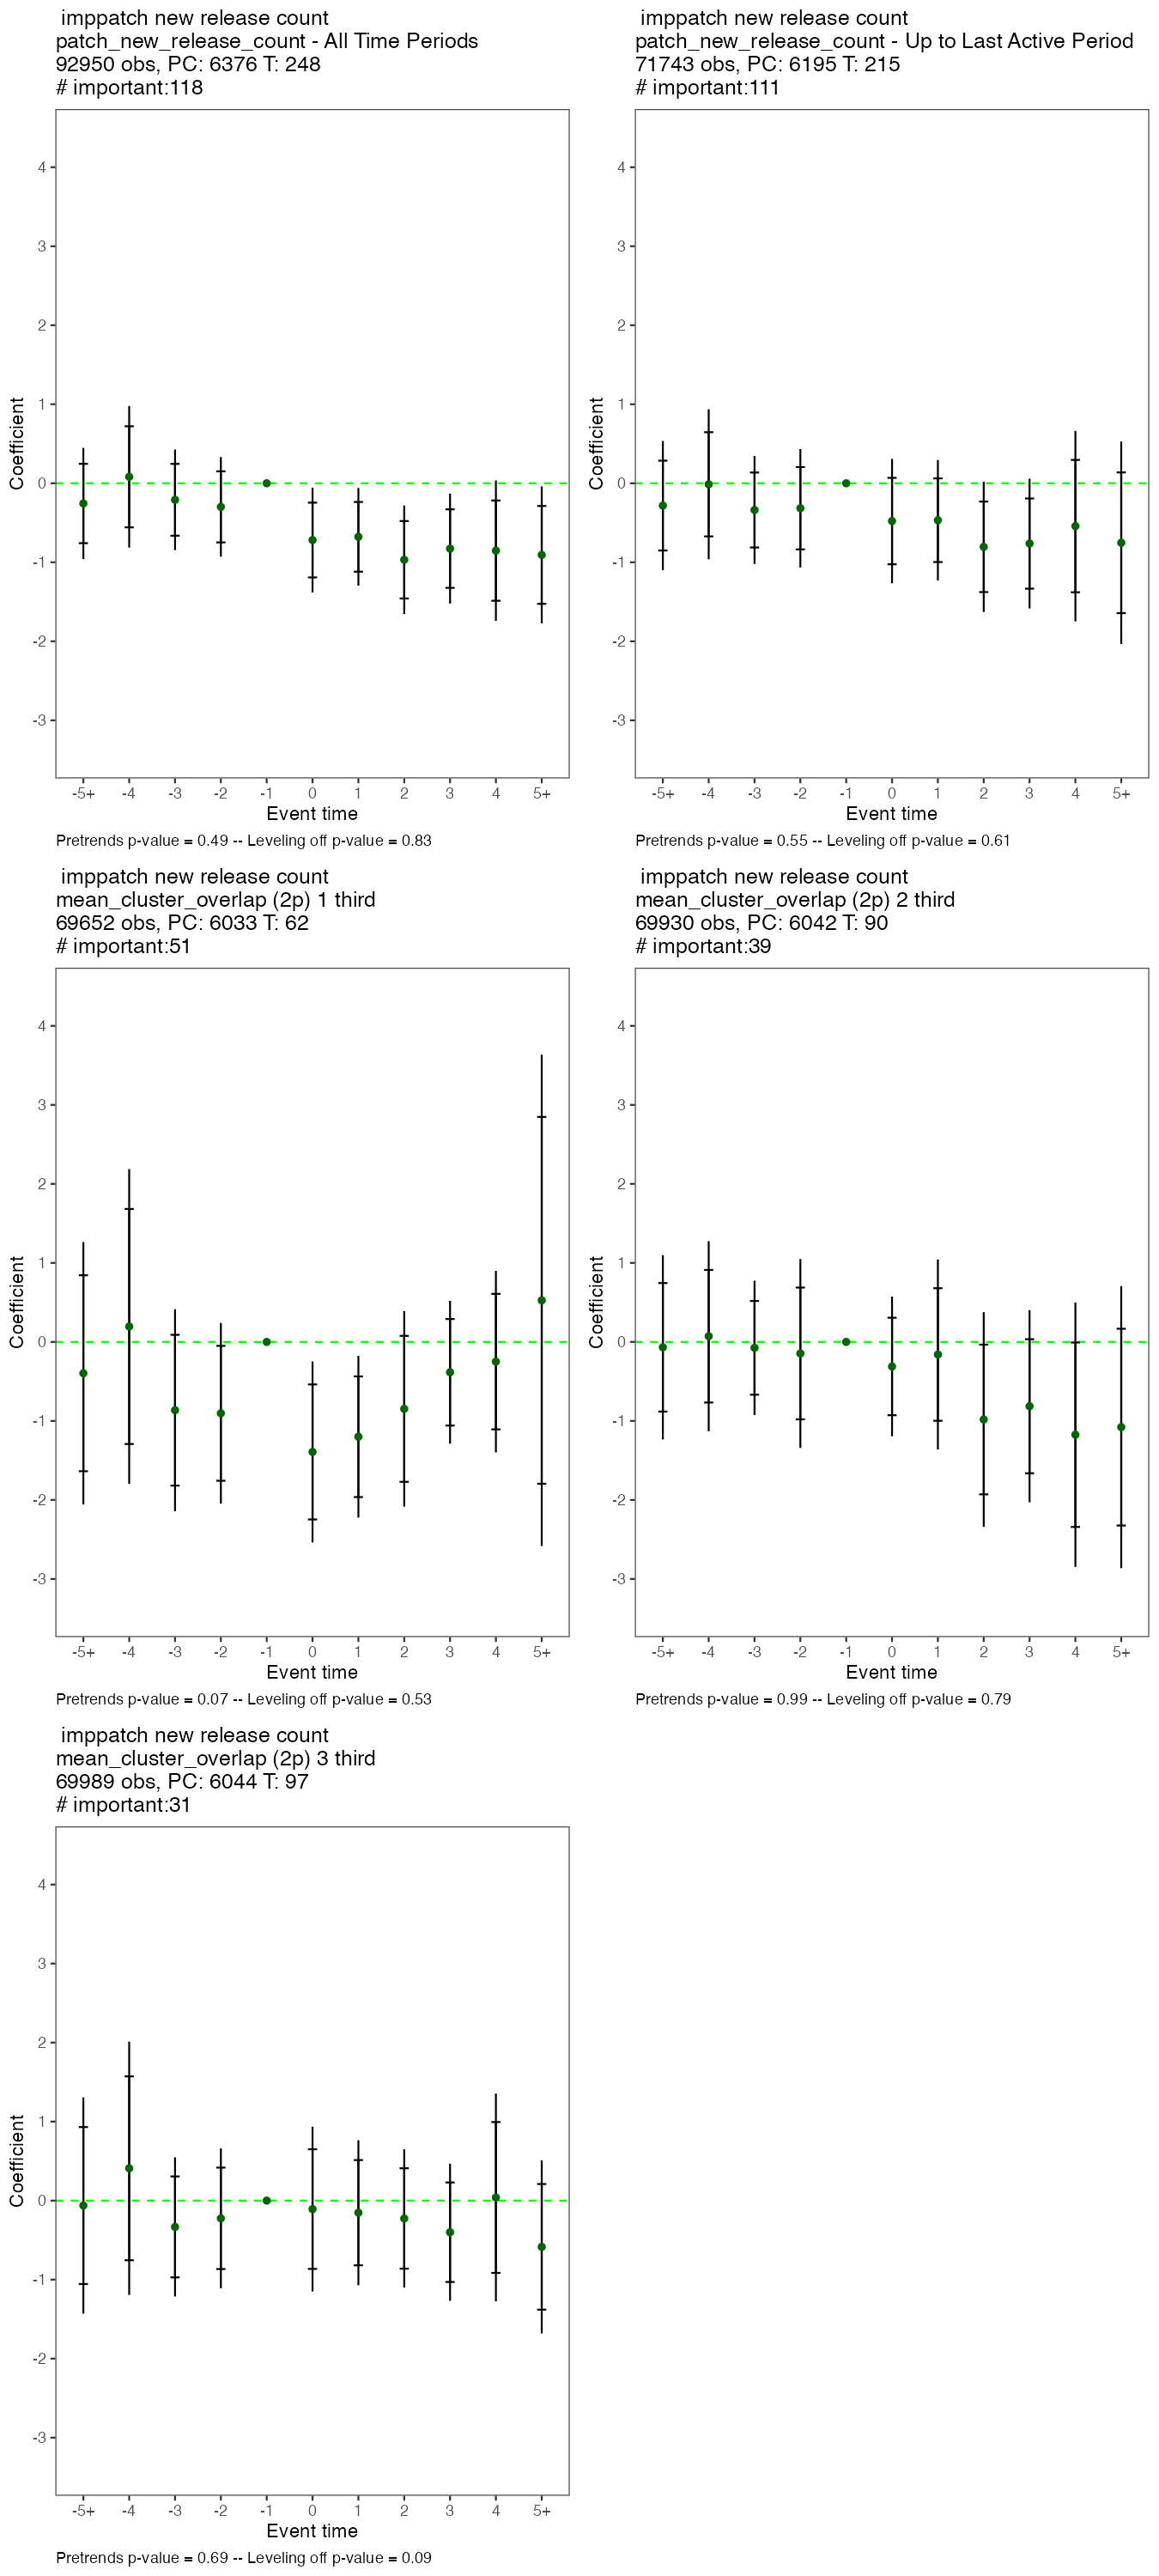 imppatch new release count
patch_new_release_count - All Time Periods
92950 obs, PC: 6376 T: 248
# important:118
4
3
2
1
0
-1
-2
-3
Coefficient
-5+ -4 -3 -2 -1 0 1 2 3 4 5+
Event time
Pretrends p-value = 0.49 -- Leveling off p-value = 0.83
imppatch new release count
patch_new_release_count - Up to Last Active Period
71743 obs, PC: 6195 T: 215
# important:111
4
3
2
1
0
-1
-2
-3
Coefficient
-5+ -4 -3 -2 -1 0 1 2 3 4 5+
Event time
Pretrends p-value = 0.55 -- Leveling off p-value = 0.61
imppatch new release count
mean_cluster_overlap (2p) 1 third
69652 obs, PC: 6033 T: 62
# important:51
4
3
2
1
0
-1
-2
-3
Coefficient
-5+ -4 -3 -2 -1 0 1 2 3 4 5+
Event time
Pretrends p-value = 0.07 -- Leveling off p-value = 0.53
imppatch new release count
mean_cluster_overlap (2p) 2 third
69930 obs, PC: 6042 T: 90
# important:39
4
3
2
1
0
-1
-2
-3
Coefficient
-5+ -4 -3 -2 -1 0 1 2 3 4 5+
Event time
Pretrends p-value = 0.99 -- Leveling off p-value = 0.79
imppatch new release count
mean_cluster_overlap (2p) 3 third
69989 obs, PC: 6044 T: 97
# important:31
4
3
2
1
0
-1
-2
-3
Coefficient
-5+ -4 -3 -2 -1 0 1 2 3 4 5+
Event time
Pretrends p-value = 0.69 -- Leveling off p-value = 0.09